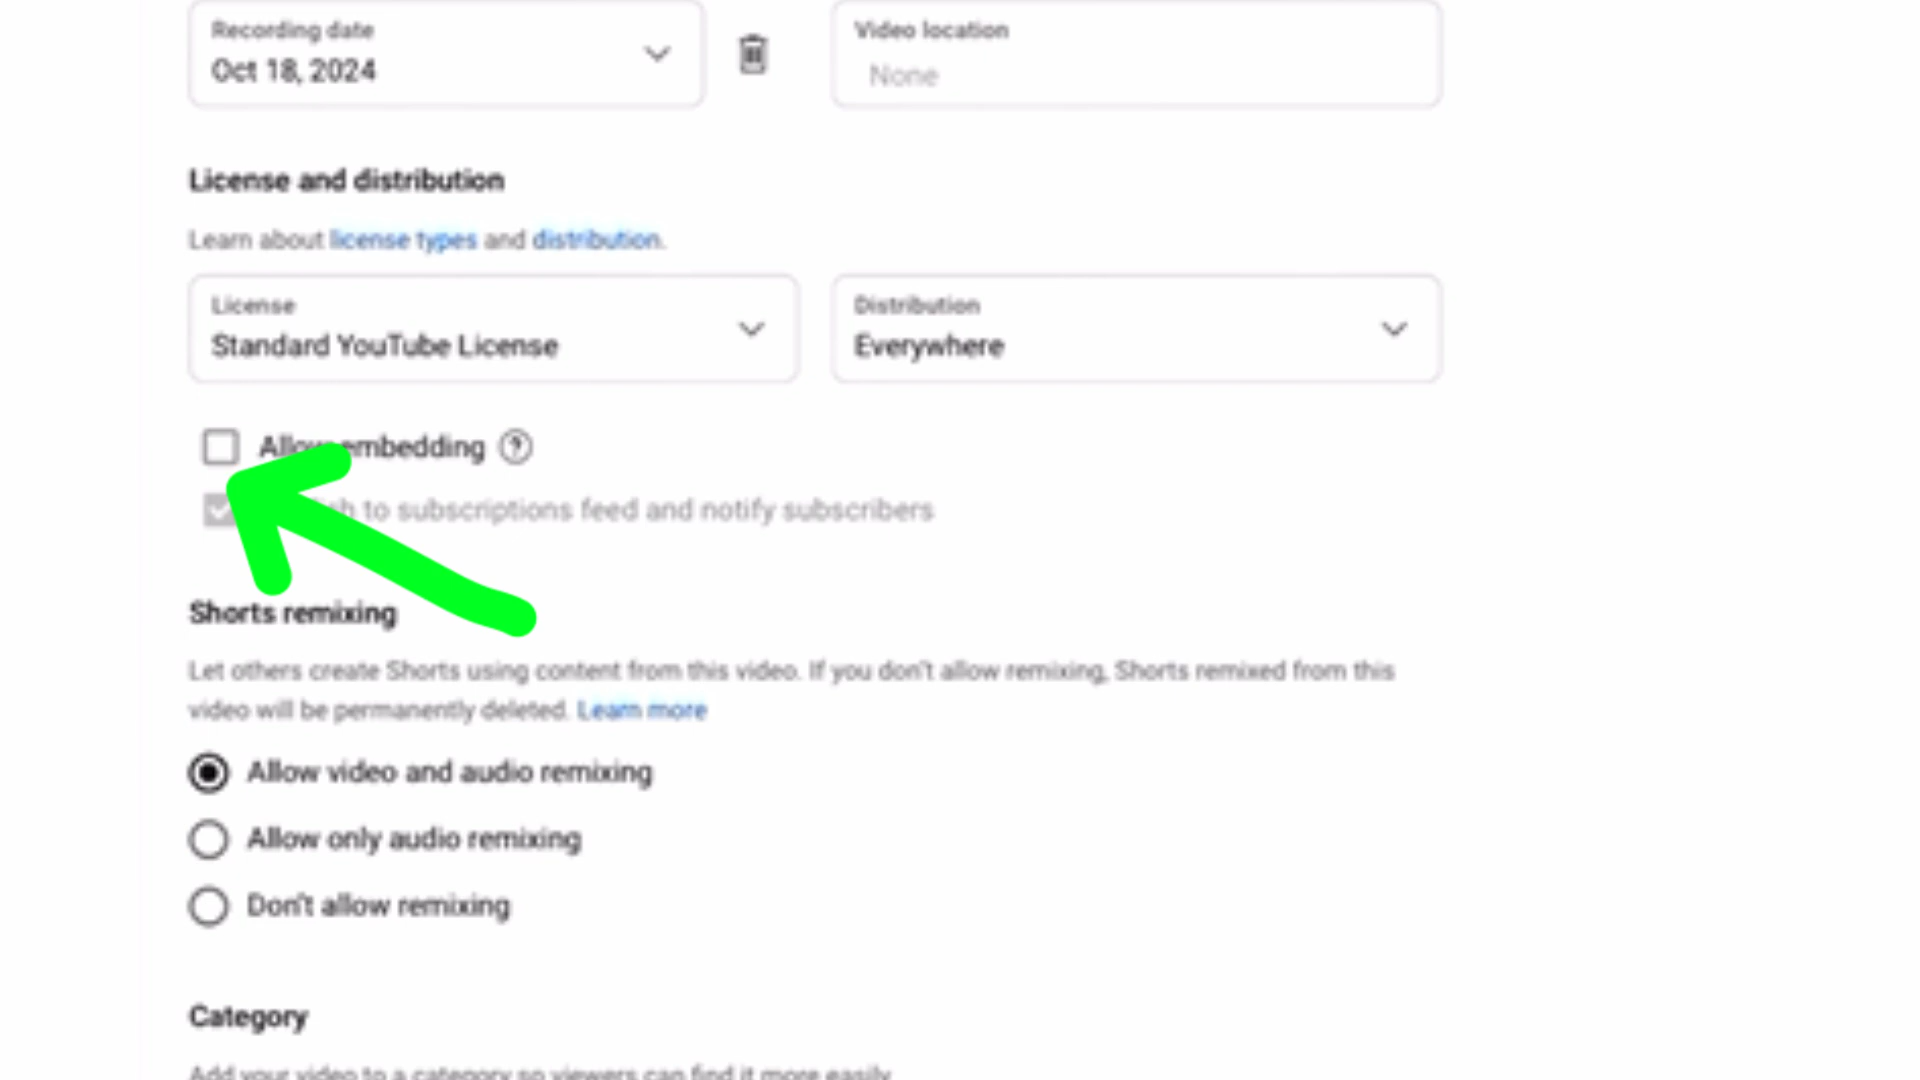 Recording date
Oct 18, 2024
Video location
None
License and distribution
Learn about license types and distribution.
License
Standard YouTube License
Distribution
Everywhere
Allow embedding
to subscriptions feed and notify subscribers
Shorts remixing
Let others create Shorts using content from this video. If you don't allow remixing, Shorts remixed from this
video will be permanently deleted. Learn more
Allow video and audio remixing
Allow only audio remixing
Don't allow remixing
Category
Add your video to a category so viewers can find it more easily